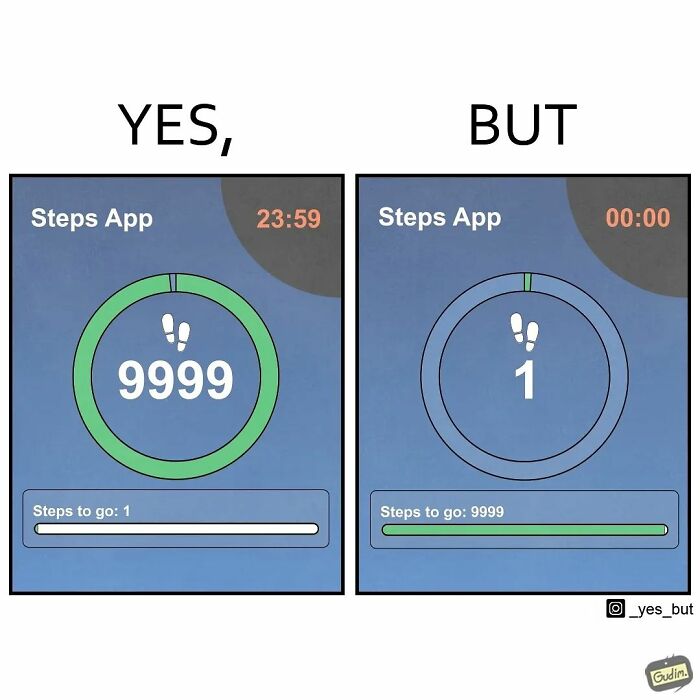 YES,
BUT
Steps App 23:59
9999
Steps to go: 1
Steps App 00:00
1
Steps to go: 9999
_yes_but
Gudim.